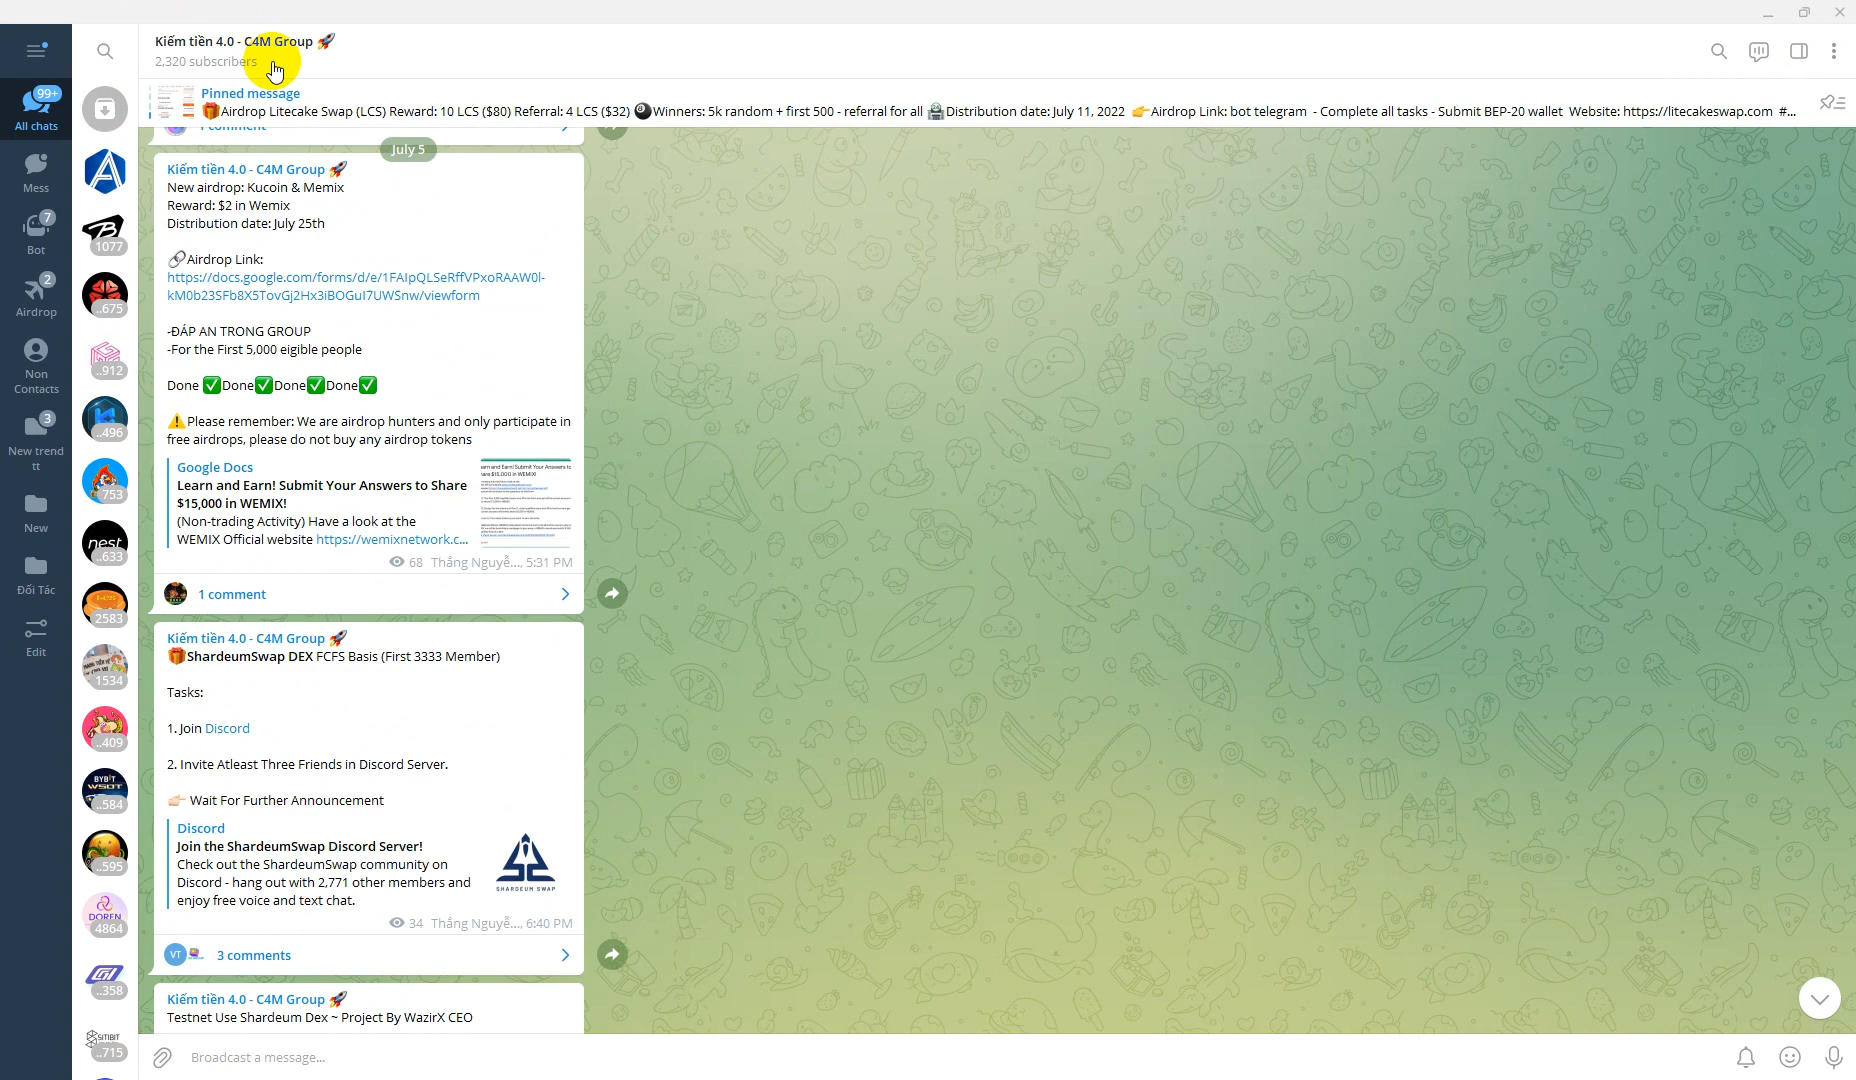 Kiếm tiền 4.0 - C4M Group 🚀
2,320 subscribers
Pinned message
🎁Airdrop Litecake Swap (LCS) Reward: 10 LCS ($80) Referral: 4 LCS ($32) 🎱Winners: 5k random + first 500 - referral for all 🤖Distribution date: July 11, 2022 👉Airdrop Link: bot telegram - Complete all tasks - Submit BEP-20 wallet Website: https://litecakeswap.com #...
99+
All chats
Mess
7
Bot
2
Airdrop
Non
Contacts
3
New trend
tt
New
Đối Tác
Edit
1077
..675
..912
..496
753
nest
..633
2583
1534
..409
BYBIT
WSOT
..584
..595
DOREN
4864
..358
SITIBIT
..715
1 comment
July 5
Kiếm tiền 4.0 - C4M Group 🚀
New airdrop: Kucoin & Memix
Reward: $2 in Wemix
Distribution date: July 25th
🔗Airdrop Link:
https://docs.google.com/forms/d/e/1FAIpQLSeRffVPxoRAAW0l-
kM0b23SFb8X5TovGj2Hx3iBOGuI7UWSnw/viewform
-ĐÁP AN TRONG GROUP
-For the First 5,000 eigible people
Done ✅Done✅Done✅Done✅
⚠️Please remember: We are airdrop hunters and only participate in
free airdrops, please do not buy any airdrop tokens
Google Docs
Learn and Earn! Submit Your Answers to Share
$15,000 in WEMIX!
(Non-trading Activity) Have a look at the
WEMIX Official website https://wemixnetwork.c...
68 Thắng Nguyễ..., 5:31 PM
1 comment
Kiếm tiền 4.0 - C4M Group 🚀
🎁ShardeumSwap DEX FCFS Basis (First 3333 Member)
Tasks:
1. Join Discord
2. Invite Atleast Three Friends in Discord Server.
👉🏻 Wait For Further Announcement
Discord
Join the ShardeumSwap Discord Server!
Check out the ShardeumSwap community on
Discord - hang out with 2,771 other members and
enjoy free voice and text chat.
SHARDEUM SWAP
34 Thắng Nguyễ..., 6:40 PM
VT
3 comments
Kiếm tiền 4.0 - C4M Group 🚀
Testnet Use Shardeum Dex ~ Project By WazirX CEO
Broadcast a message...